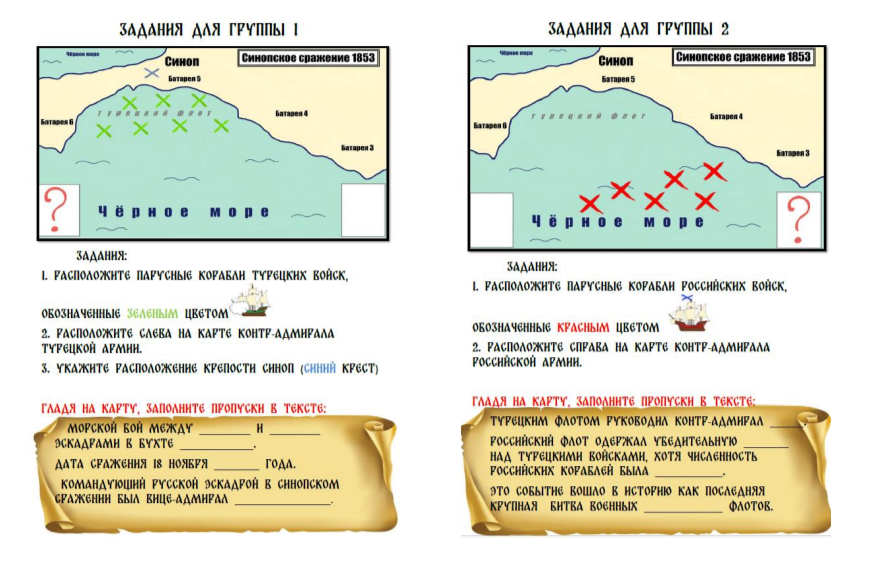 ЗАДАНИЯ ДЛЯ ГРУППЫ 1
Чёрное море
Синоп
Синопское сражение 1853
Батарея 5
турецкий флот
Батарея 4
Батарея 6
Батарея 3
?
Чёрное море
ЗАДАНИЯ:
1. РАСПОЛОЖИТЕ ПАРУСНЫЕ КОРАБЛИ ТУРЕЦКИХ ВОЙСК,
ОБОЗНАЧЕННЫЕ ЗЕЛЕНЫМ ЦВЕТОМ
2. РАСПОЛОЖИТЕ СЛЕВА НА КАРТЕ КОНТР-АДМИРАЛА
ТУРЕЦКОЙ АРМИИ.
3. УКАЖИТЕ РАСПОЛОЖЕНИЕ КРЕПОСТИ СИНОП (СИНИЙ КРЕСТ)
ГЛЯДЯ НА КАРТУ, ЗАПОЛНИТЕ ПРОПУСКИ В ТЕКСТЕ:
МОРСКОЙ БОЙ МЕЖДУ ________ И ________
ЭСКАДРАМИ В БУХТЕ ____________.
ДАТА СРАЖЕНИЯ 18 НОЯБРЯ _______ ГОДА.
КОМАНДУЮЩИЙ РУССКОЙ ЭСКАДРОЙ В СИНОПСКОМ
СРАЖЕНИИ БЫЛ ВИЦЕ-АДМИРАЛ _______________.
ЗАДАНИЯ ДЛЯ ГРУППЫ 2
Чёрное море
Синоп
Синопское сражение 1853
Батарея 5
турецкий флот
Батарея 4
Батарея 6
Батарея 3
?
Чёрное море
ЗАДАНИЯ:
1. РАСПОЛОЖИТЕ ПАРУСНЫЕ КОРАБЛИ РОССИЙСКИХ ВОЙСК,
ОБОЗНАЧЕННЫЕ КРАСНЫМ ЦВЕТОМ
2. РАСПОЛОЖИТЕ СПРАВА НА КАРТЕ КОНТР-АДМИРАЛА
РОССИЙСКОЙ АРМИИ.
ГЛЯДЯ НА КАРТУ, ЗАПОЛНИТЕ ПРОПУСКИ В ТЕКСТЕ:
ТУРЕЦКИМ ФЛОТОМ РУКОВОДИЛ КОНТР-АДМИРАЛ ______.
РОССИЙСКИЙ ФЛОТ ОДЕРЖАЛ УБЕДИТЕЛЬНУЮ _______
НАД ТУРЕЦКИМИ ВОЙСКАМИ, ХОТЯ ЧИСЛЕННОСТЬ
РОССИЙСКИХ КОРАБЛЕЙ БЫЛА ___________.
ЭТО СОБЫТИЕ ВОШЛО В ИСТОРИЮ КАК ПОСЛЕДНЯЯ
КРУПНАЯ БИТВА ВОЕННЫХ ____________ ФЛОТОВ.